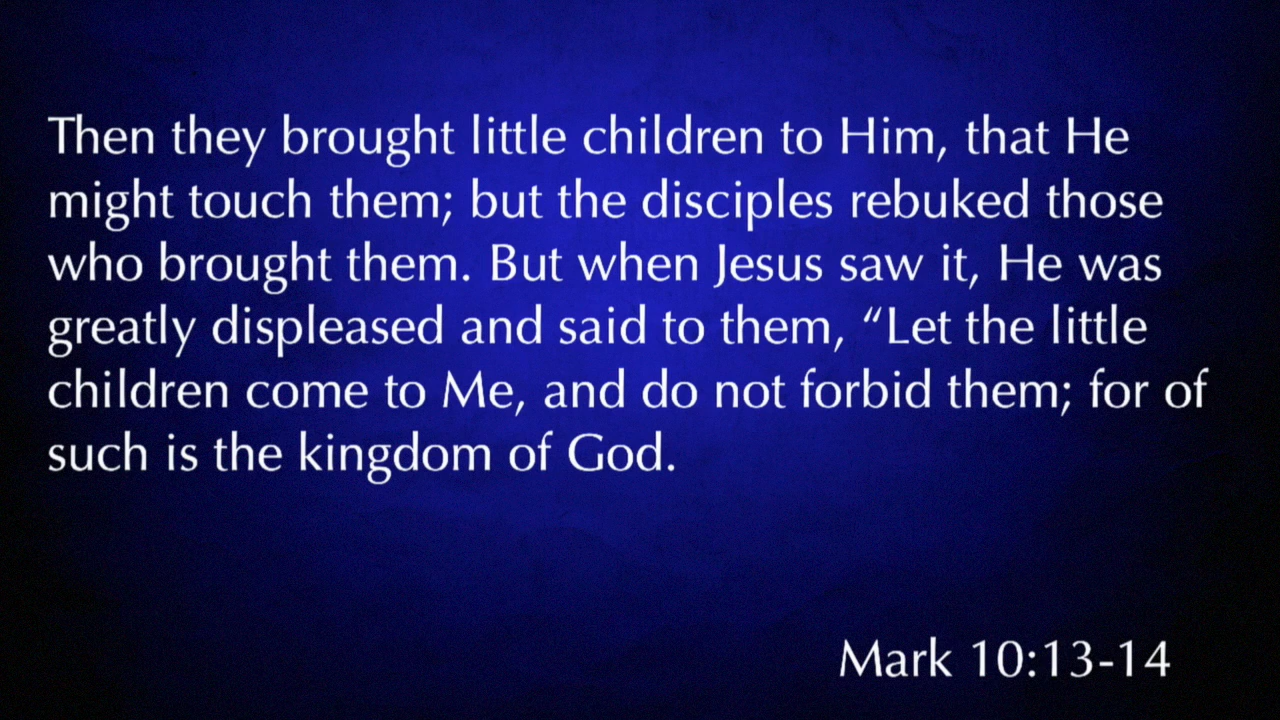 Then they brought little children to Him, that He
might touch them; but the disciples rebuked those
who brought them. But when Jesus saw it, He was
greatly displeased and said to them, “Let the little
children come to Me, and do not forbid them; for of
such is the kingdom of God.
Mark 10:13-14